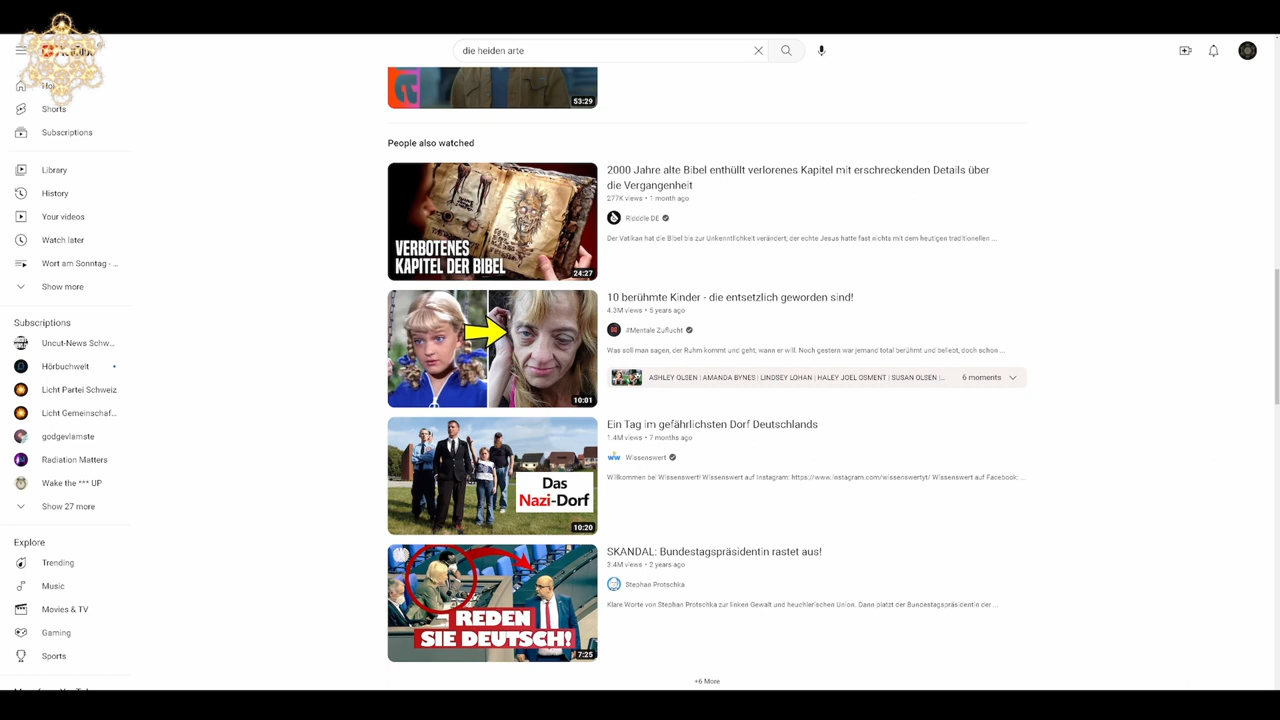 die heiden arte
53:29
Shorts
Subscriptions
Library
History
Your videos
Watch later
Wort am Sonntag - ...
Show more
Subscriptions
Uncut-News Schw...
Hörbuchwelt
Licht Partei Schweiz
Licht Gemeinschaf...
godgevlamste
Radiation Matters
Wake the *** UP
Show 27 more
Explore
Trending
Music
Movies & TV
Gaming
Sports
People also watched
VERBOTENES
KAPITEL DER BIBEL
24:27
2000 Jahre alte Bibel enthüllt verlorenes Kapitel mit erschreckenden Details über
die Vergangenheit
277K views • 1 month ago
Ridddle DE
Der Vatikan hat die Bibel bis zur Unkenntlichkeit verändert; der echte Jesus hatte fast nichts mit dem heutigen traditionellen ...
10:01
10 berühmte Kinder - die entsetzlich geworden sind!
4.3M views • 5 years ago
#Mentale Zuflucht
Was soll man sagen, der Ruhm kommt und geht, wann er will. Noch gestern war jemand total berühmt und beliebt, doch schon ...
ASHLEY OLSEN | AMANDA BYNES | LINDSEY LOHAN | HALEY JOEL OSMENT | SUSAN OLSEN |...
6 moments
Das
Nazi-Dorf
10:20
Ein Tag im gefährlichsten Dorf Deutschlands
1.4M views • 7 months ago
Wissenswert
Willkommen bei Wissenswert! Wissenswert auf Instagram: https://www.instagram.com/wissenswertyt/ Wissenswert auf Facebook: ...
REDEN
SIE DEUTSCH!
7:25
SKANDAL: Bundestagspräsidentin rastet aus!
3.4M views • 2 years ago
Stephan Protschka
Klare Worte von Stephan Protschka zur linken Gewalt und heuchlerischen Union. Dann platzt der Bundestagspräsidentin der ...
+6 More